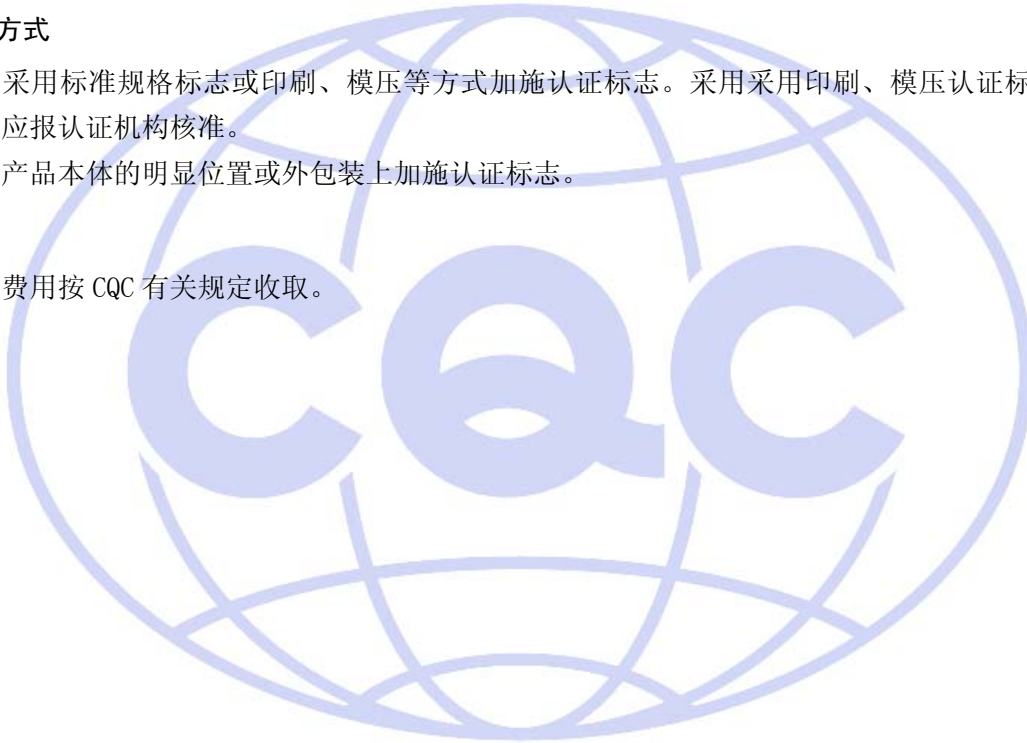 方式
采用标准规格标志或印刷、模压等方式加施认证标志。采用采用印刷、模压认证标
应报认证机构核准。
产品本体的明显位置或外包装上加施认证标志。
费用按 CQC 有关规定收取。
CQC